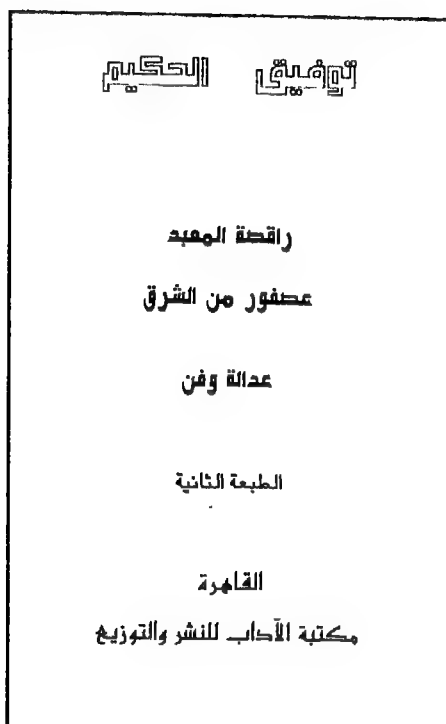 توفيق الحكيم
راقصة المعبد
عصفور من الشرق
عدالة وفن
الطبعة الثانية
القاهرة
مكتبة الآداب للنشر والتوزيع